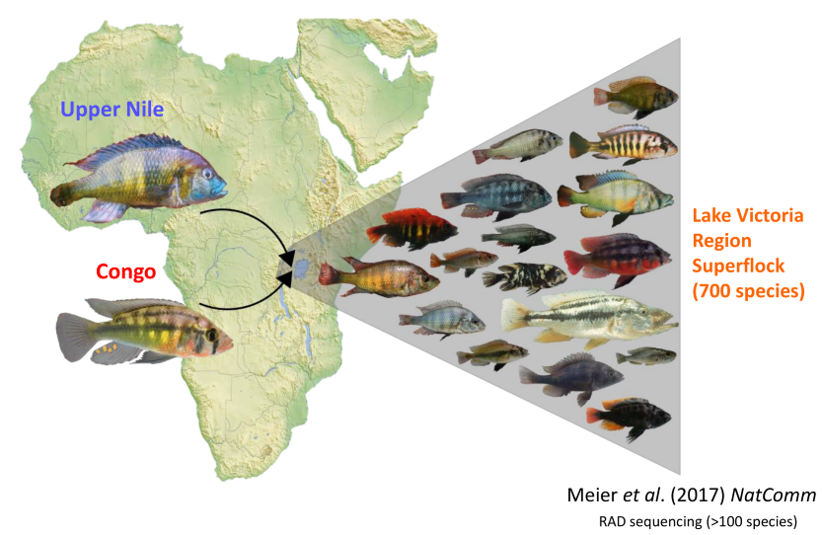 Upper Nile
Congo
Lake Victoria
Region
Superflock
(700 species)
Meier et al. (2017) NatComm
RAD sequencing (>100 species)